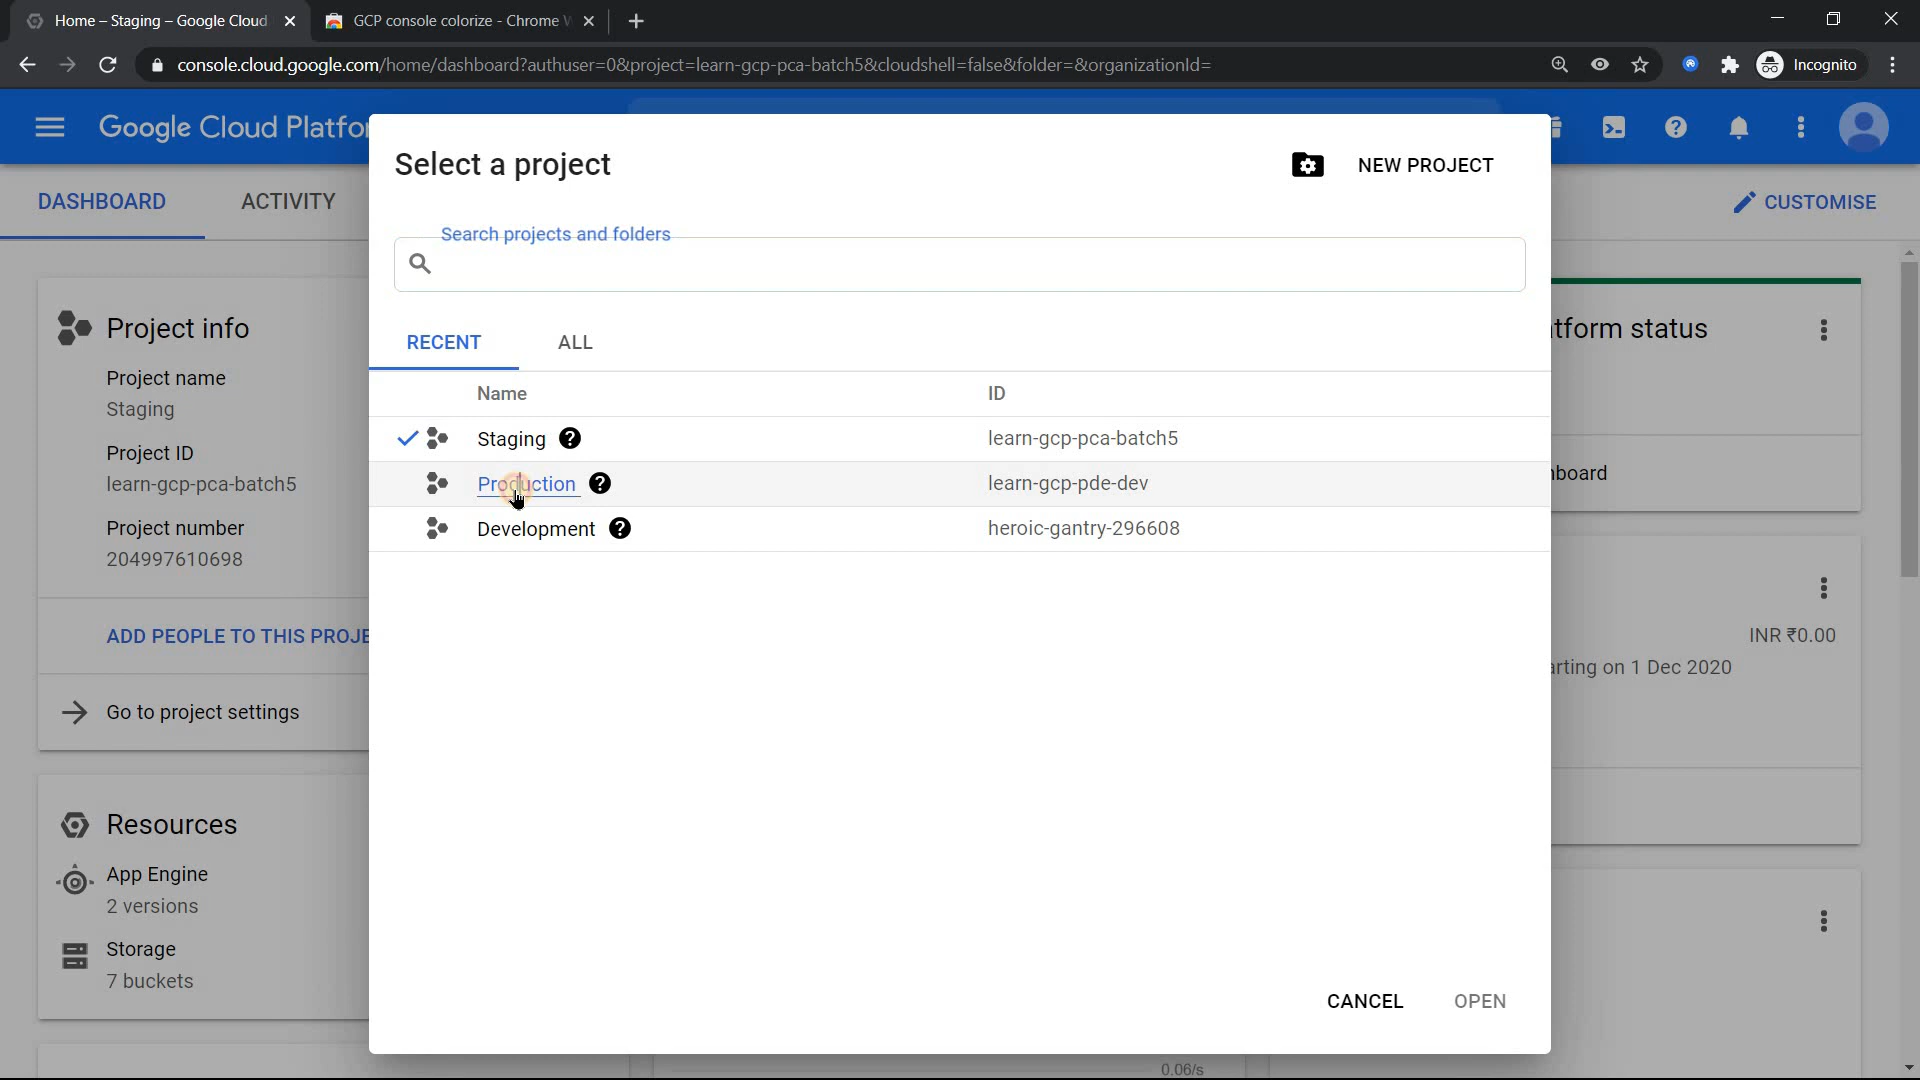 Home – Staging – Google Cloud
GCP console colorize - Chrome W
console.cloud.google.com/home/dashboard?authuser=0&project=learn-gcp-pca-batch5&cloudshell=false&folder=&organizationId=
Incognito
Google Cloud Platfor
DASHBOARD
ACTIVITY
CUSTOMISE
Select a project
NEW PROJECT
Search projects and folders
RECENT
ALL
Name
ID
Staging
learn-gcp-pca-batch5
Production
learn-gcp-pde-dev
Development
heroic-gantry-296608
CANCEL
OPEN
Project info
Project name
Staging
Project ID
learn-gcp-pca-batch5
Project number
204997610698
ADD PEOPLE TO THIS PROJE
Go to project settings
Resources
App Engine
2 versions
Storage
7 buckets
tform status
board
INR ₹0.00
arting on 1 Dec 2020
0.06/s